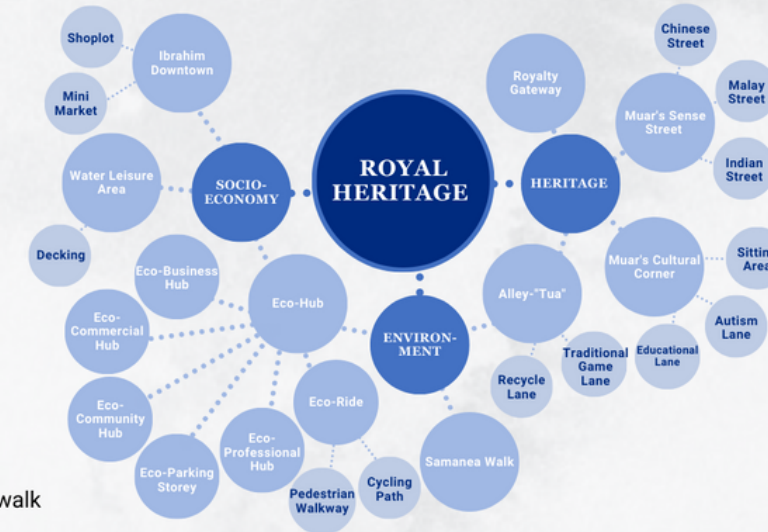 Shoplot
Mini
Market
Ibrahim
Downtown
Water Leisure
Area
Decking
SOCIO-
ECONOMY
ROYAL
HERITAGE
HERITAGE
Royalty
Gateway
Chinese
Street
Malay
Street
Muar's Sense
Street
Indian
Street
Muar's Cultural
Corner
Area
Autism
Lane
Educational
Lane
Alley-"Tua"
Traditional
Game
Lane
Recycle
Lane
ENVIRON-
MENT
Samanea Walk
Eco-Hub
Eco-Business
Hub
Eco-
Commercial
Hub
Eco-
Community
Hub
Eco-Parking
Storey
Eco-
Professional
Hub
Eco-Ride
Pedestrian
Walkway
Cycling
Path
walk